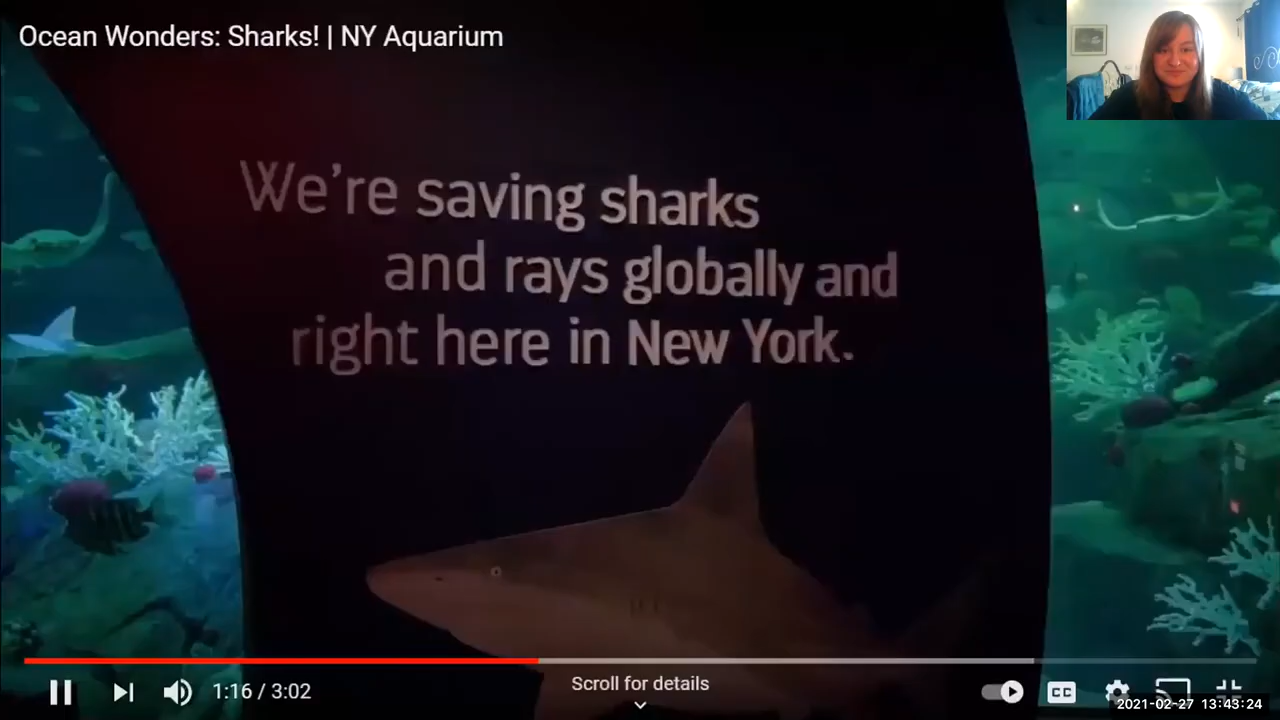 Ocean Wonders: Sharks! | NY Aquarium
We're saving sharks
and rays globally and
right here in New York.
Scroll for details
1:16 / 3:02
CC
2021-02-27 13:43:24